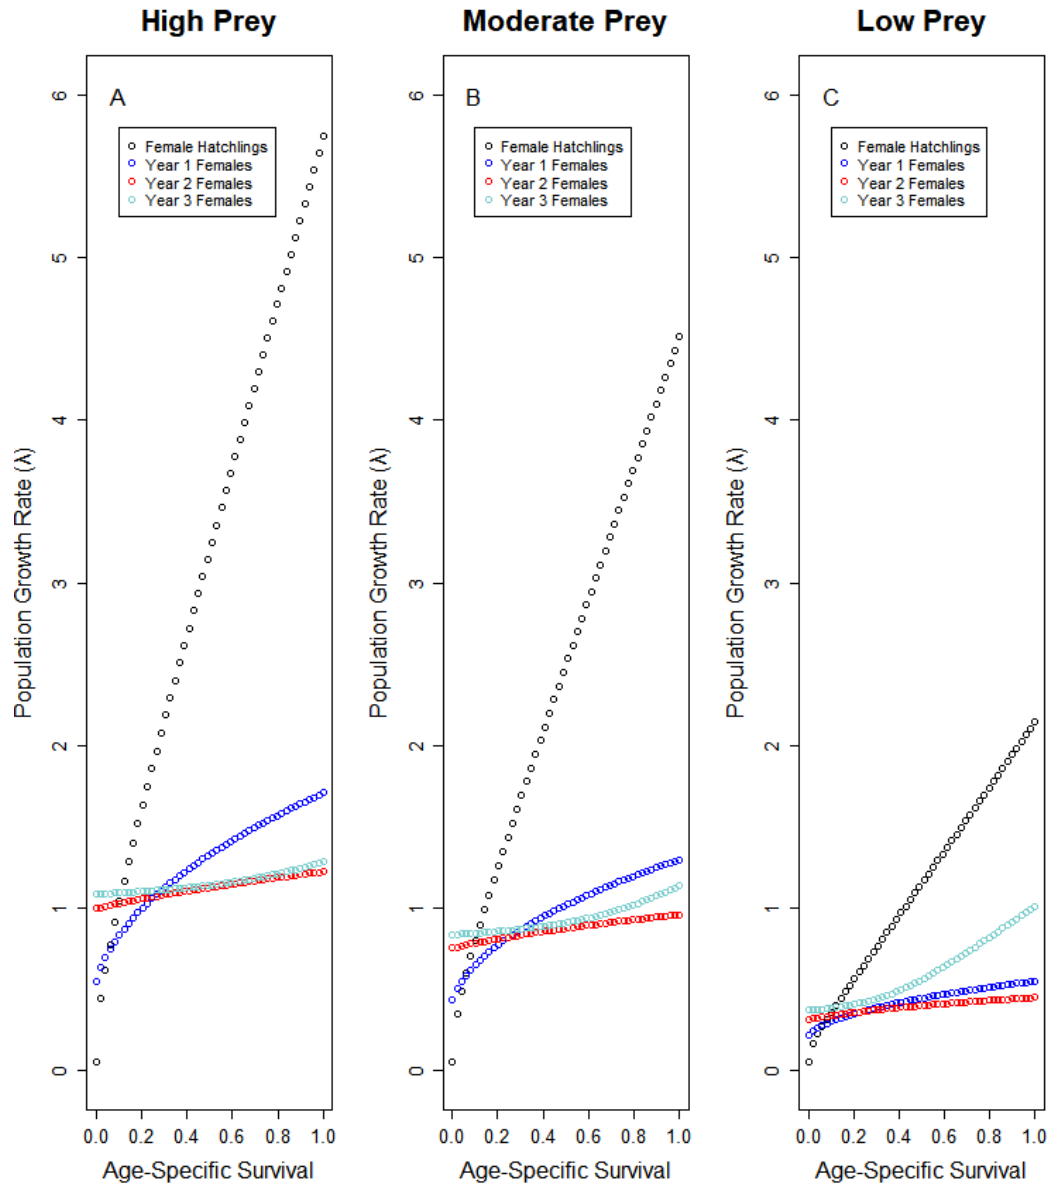 High Prey
A
Female Hatchlings
Year 1 Females
Year 2 Females
Year 3 Females
6
5
4
3
2
1
0
Population Growth Rate (λ)
0.0 0.2 0.4 0.6 0.8 1.0
Age-Specific Survival
Moderate Prey
B
Female Hatchlings
Year 1 Females
Year 2 Females
Year 3 Females
6
5
4
3
2
1
0
Population Growth Rate (λ)
0.0 0.2 0.4 0.6 0.8 1.0
Age-Specific Survival
Low Prey
C
Female Hatchlings
Year 1 Females
Year 2 Females
Year 3 Females
6
5
4
3
2
1
0
Population Growth Rate (λ)
0.0 0.2 0.4 0.6 0.8 1.0
Age-Specific Survival